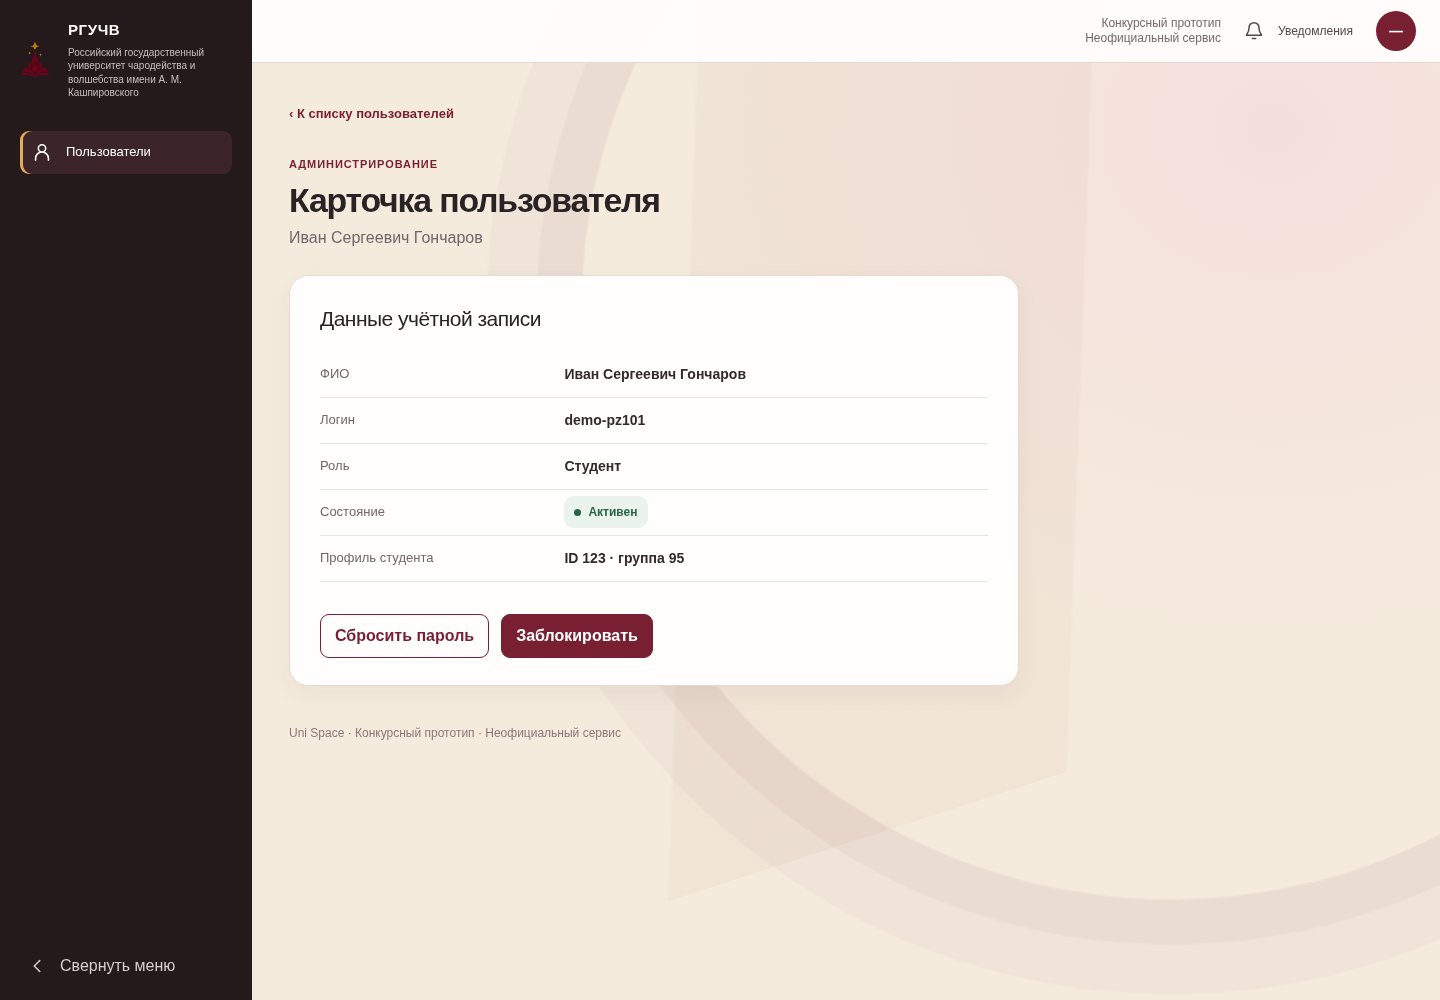 РГУЧВ
Российский государственный
университет чародейства и
волшебства имени А. М.
Кашпировского
Пользователи
Свернуть меню
Конкурсный прототип
Неофициальный сервис
Уведомления
—
‹ К списку пользователей
АДМИНИСТРИРОВАНИЕ
Карточка пользователя
Иван Сергеевич Гончаров
Данные учётной записи
ФИО Иван Сергеевич Гончаров
Логин demo-pz101
Роль Студент
Состояние Активен
Профиль студента ID 123 · группа 95
Сбросить пароль Заблокировать
Uni Space · Конкурсный прототип · Неофициальный сервис